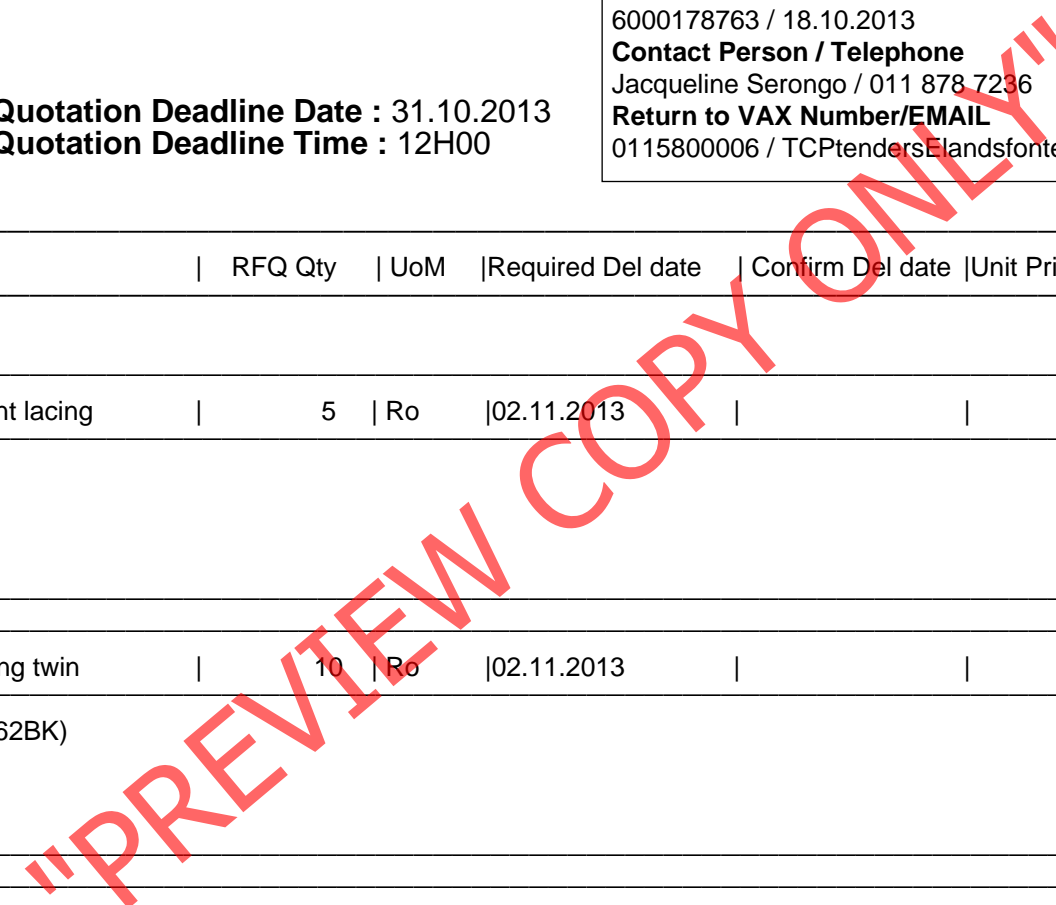 6000178763 / 18.10.2013
Contact Person / Telephone
Jacqueline Serongo / 011 878 7236
Return to VAX Number/EMAIL
0115800006 / TCPtendersElandsfonte
Quotation Deadline Date : 31.10.2013
Quotation Deadline Time : 12H00
| RFQ Qty | UoM |Required Del date | Confirm Del date |Unit Pri
nt lacing | 5 | Ro |02.11.2013 | |
ng twin | 10 | Ro |02.11.2013 | |
62BK)
"PREVIEW COPY ONLY"